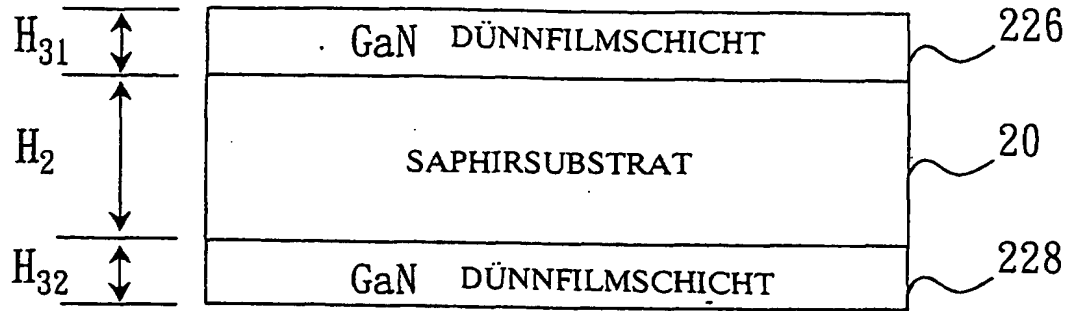 H31 GaN DÜNNFILMSCHICHT 226
H2 SAPHIRSUBSTRAT 20
H32 GaN DÜNNFILMSCHICHT 228